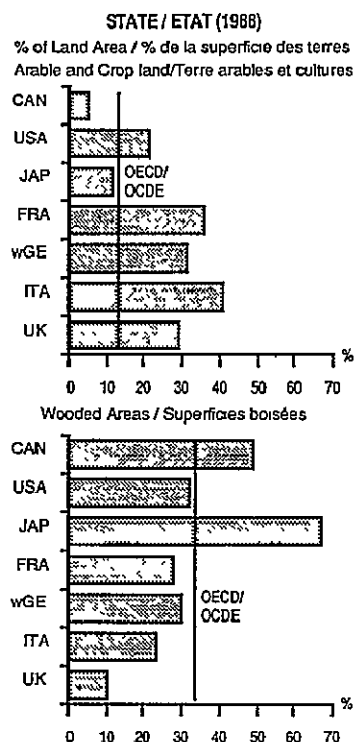 STATE / ETAT (1988)
% of Land Area / % de la superficie des terres
Arable and Crop land/Terre arables et cultures
CAN
USA
JAP
OECD/
OCDE
FRA
wGE
ITA
UK
0 10 20 30 40 50 60 70 %
Wooded Areas / Superficies boisées
CAN
USA
JAP
FRA
OECD/
OCDE
wGE
ITA
UK
0 10 20 30 40 50 60 70 %